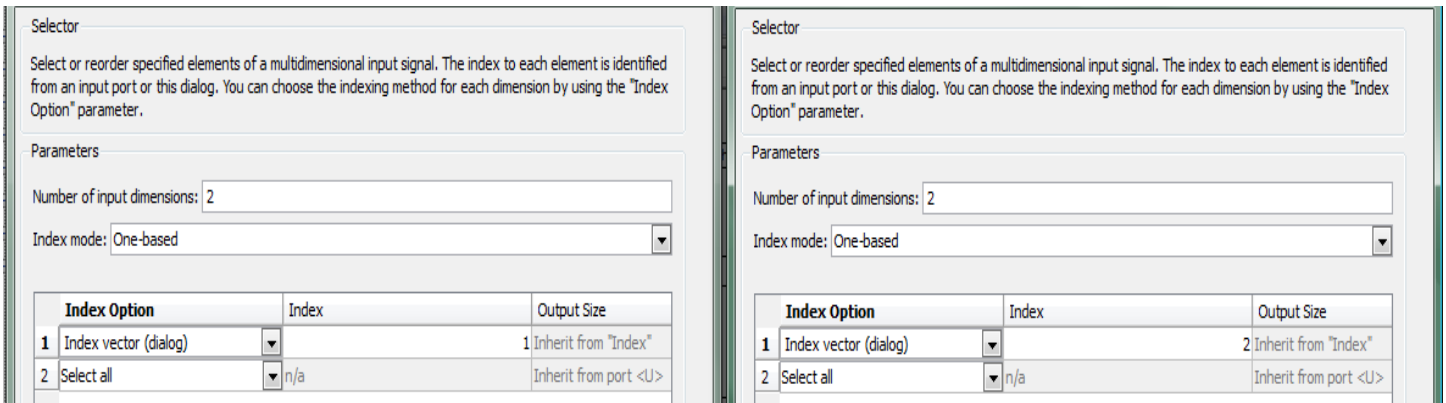 Selector
Select or reorder specified elements of a multidimensional input signal. The index to each element is identified
from an input port or this dialog. You can choose the indexing method for each dimension by using the "Index
Option" parameter.
Parameters
Number of input dimensions: 2
Index mode: One-based
Index Option Index Output Size
1 Index vector (dialog) 1 Inherit from "Index"
2 Select all n/a Inherit from port <U>
Selector
Select or reorder specified elements of a multidimensional input signal. The index to each element is identified
from an input port or this dialog. You can choose the indexing method for each dimension by using the "Index
Option" parameter.
Parameters
Number of input dimensions: 2
Index mode: One-based
Index Option Index Output Size
1 Index vector (dialog) 2 Inherit from "Index"
2 Select all n/a Inherit from port <U>